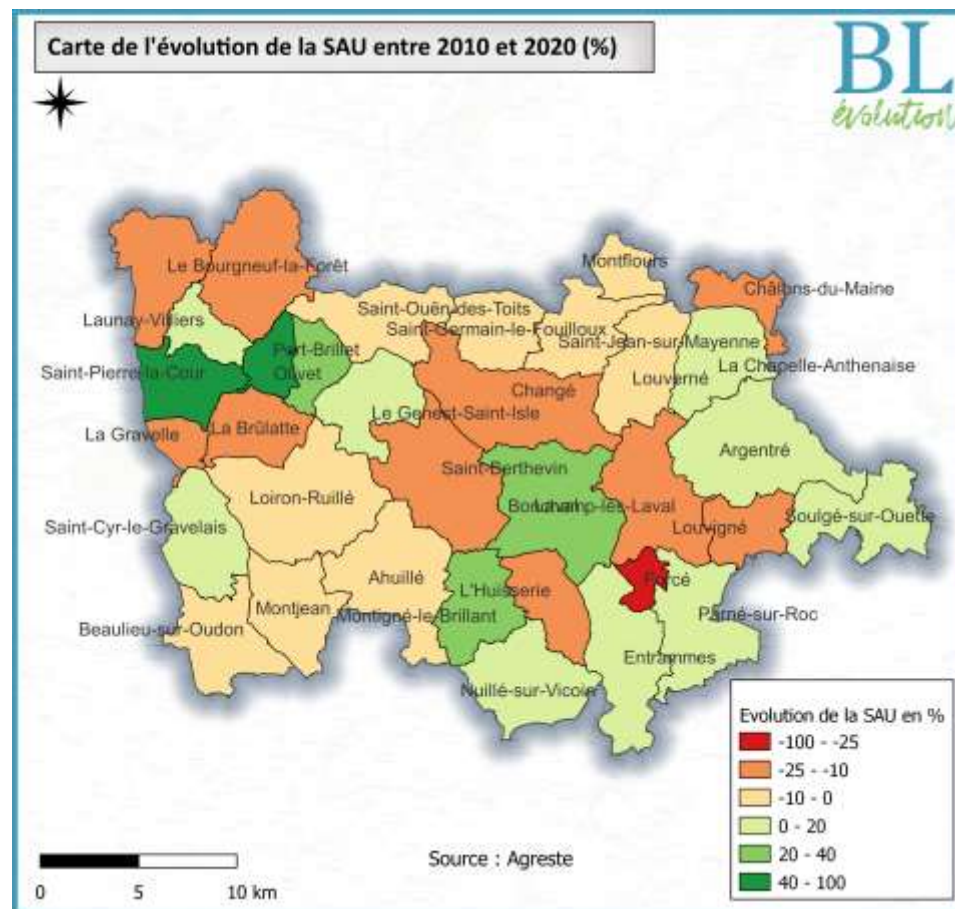 Carte de l'évolution de la SAU entre 2010 et 2020 (%)
BL
évolution
Montflours
Le Bourgneuf-la-Forêt
Châlons-du-Maine
Saint-Ouën-des-Toits
Launay-Villiers
Saint-Germain-le-Fouilloux
Saint-Jean-sur-Mayenne
Port-Brillet
La Chapelle-Anthenaise
Saint-Pierre-la-Cour
Olivet
Louverné
Changé
Le Genest-Saint-Isle
La Gravelle
La Brûlatte
Argentré
Saint-Berthevin
Loiron-Ruillé
Bonchamp-lès-Laval
Laval
Saint-Cyr-le-Gravelais
Louvigné
Soulgé-sur-Ouette
Ahuillé
Forcé
L'Huisserie
Montjean
Montigné-le-Brillant
Parné-sur-Roc
Beaulieu-sur-Oudon
Entrammes
Nuillé-sur-Vicoin
Evolution de la SAU en %
-100 - -25
-25 - -10
-10 - 0
0 - 20
20 - 40
40 - 100
Source : Agreste
0 5 10 km